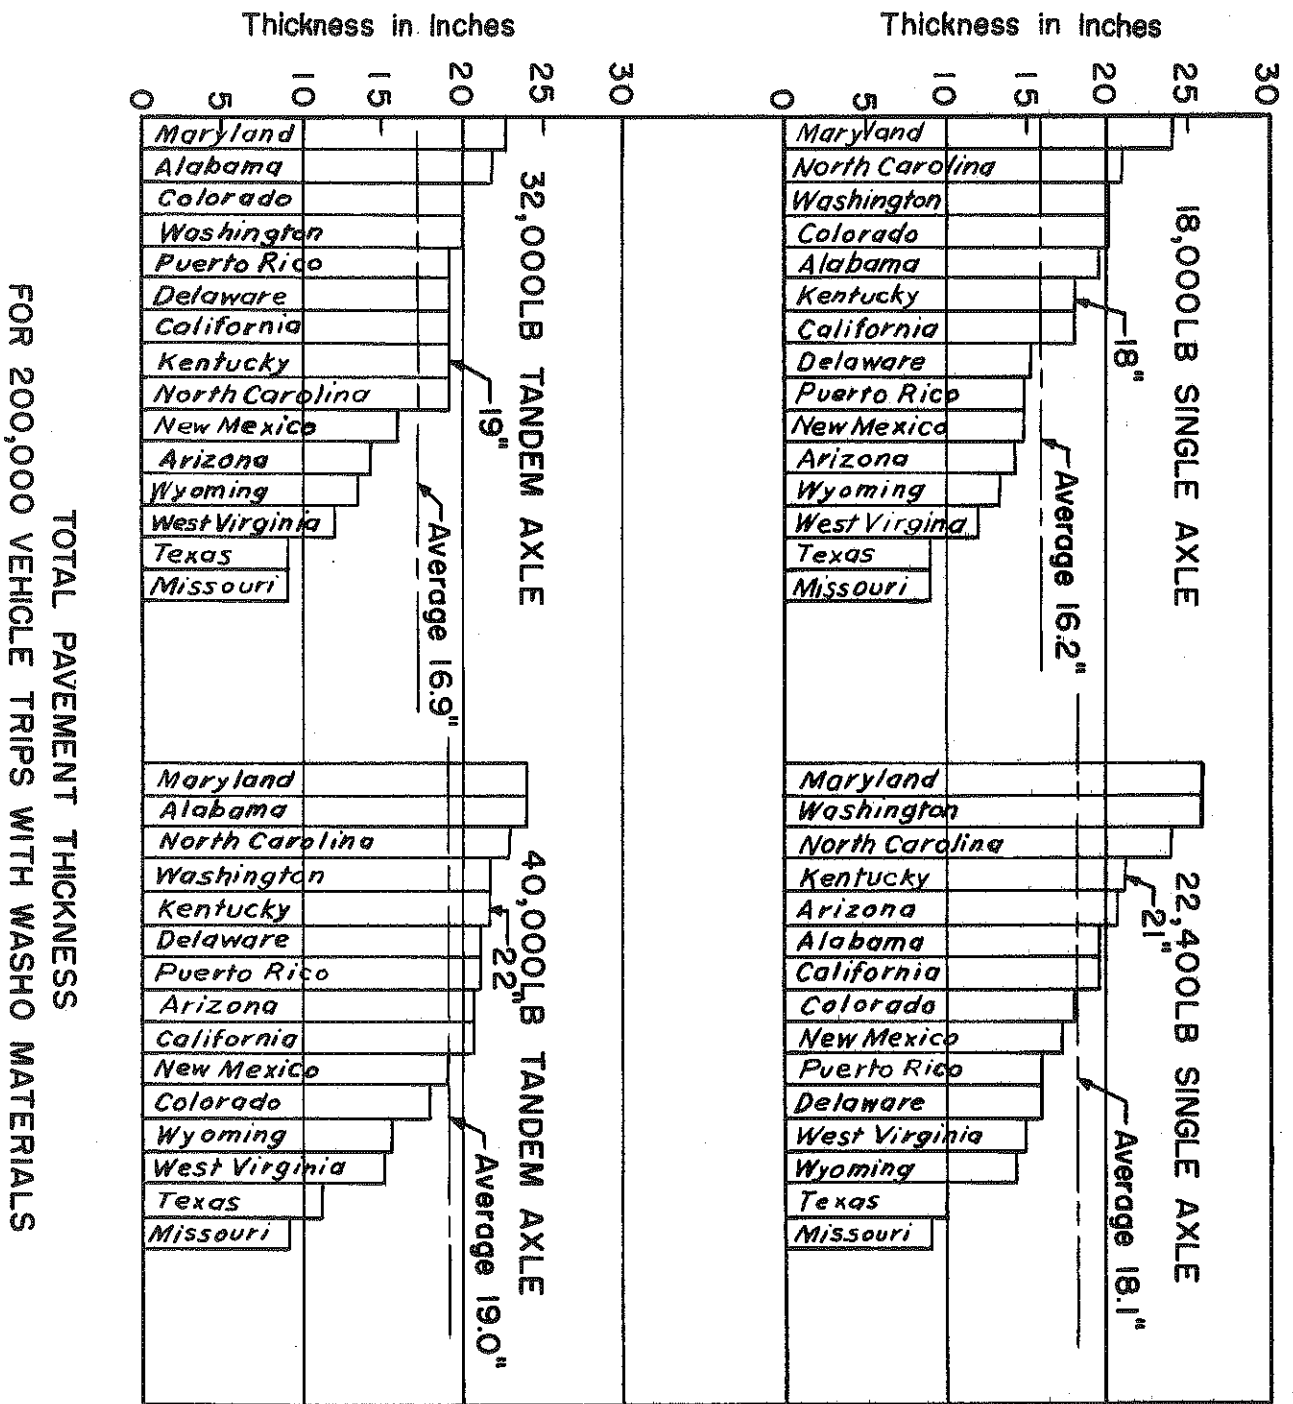 Thickness in Inches
30
25
20
15
10
5
0
18,000LB SINGLE AXLE
18"
Average 16.2"
Maryland
North Carolina
Washington
Colorado
Alabama
Kentucky
California
Delaware
Puerto Rico
New Mexico
Arizona
Wyoming
West Virgina
Texas
Missouri
22,400LB SINGLE AXLE
21"
Average 18.1"
Maryland
Washington
North Carolina
Kentucky
Arizona
Alabama
California
Colorado
New Mexico
Puerto Rico
Delaware
West Virginia
Wyoming
Texas
Missouri
Thickness in Inches
30
25
20
15
10
5
0
32,000LB TANDEM AXLE
19"
Average 16.9"
Maryland
Alabama
Colorado
Washington
Puerto Rico
Delaware
California
Kentucky
North Carolina
New Mexico
Arizona
Wyoming
West Virginia
Texas
Missouri
40,000LB TANDEM AXLE
22"
Average 19.0"
Maryland
Alabama
North Carolina
Washington
Kentucky
Delaware
Puerto Rico
Arizona
California
New Mexico
Colorado
Wyoming
West Virginia
Texas
Missouri
TOTAL PAVEMENT THICKNESS
FOR 200,000 VEHICLE TRIPS WITH WASHO MATERIALS